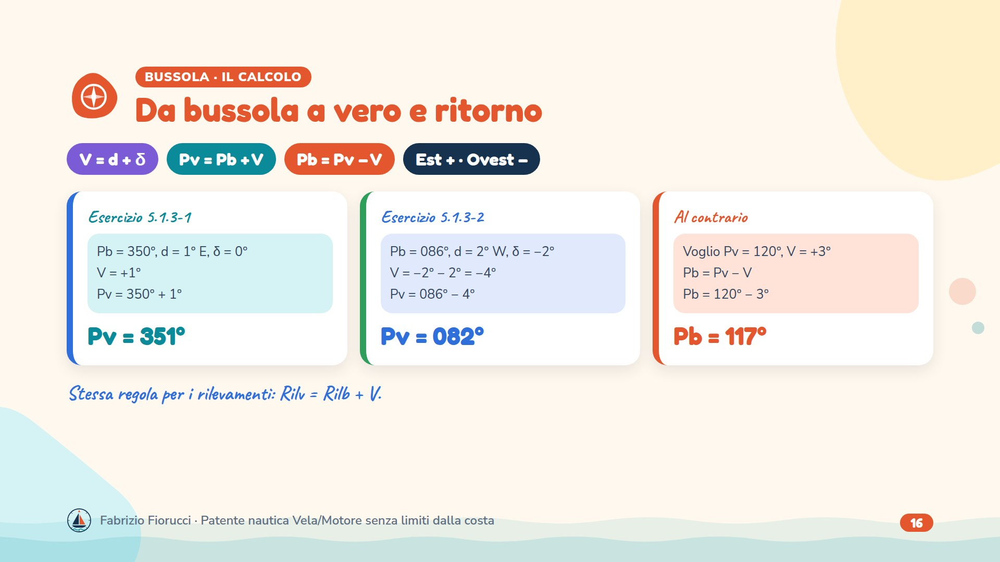 BUSSOLA · IL CALCOLO
Da bussola a vero e ritorno
V = d + δ
Pv = Pb + V
Pb = Pv − V
Est + · Ovest −
Esercizio 5.1.3-1
Pb = 350°, d = 1° E, δ = 0°
V = +1°
Pv = 350° + 1°
Pv = 351°
Esercizio 5.1.3-2
Pb = 086°, d = 2° W, δ = −2°
V = −2° − 2° = −4°
Pv = 086° − 4°
Pv = 082°
Al contrario
Voglio Pv = 120°, V = +3°
Pb = Pv − V
Pb = 120° − 3°
Pb = 117°
Stessa regola per i rilevamenti: Rilv = Rilb + V.
Fabrizio Fiorucci · Patente nautica Vela/Motore senza limiti dalla costa
16